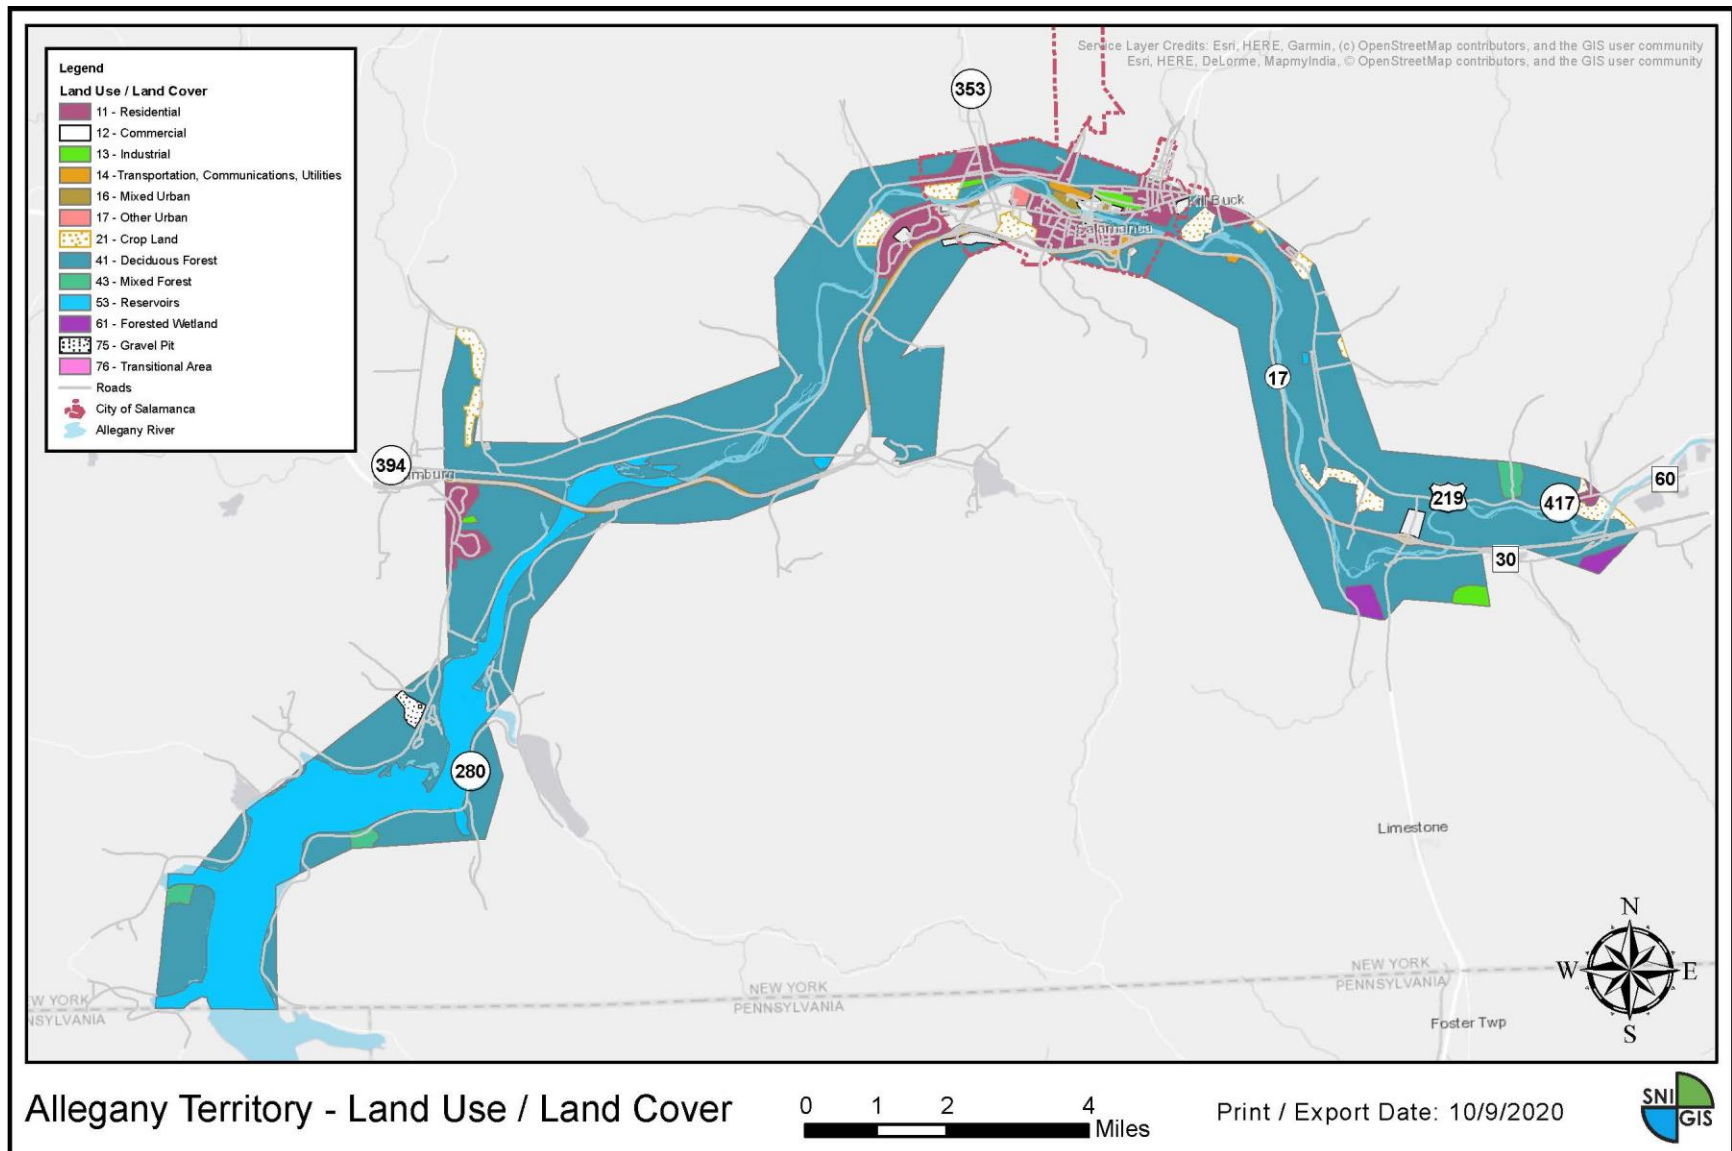 Service Layer Credits: Esri, HERE, Garmin, (c) OpenStreetMap contributors, and the GIS user community
Esri, HERE, DeLorme, MapmyIndia, © OpenStreetMap contributors, and the GIS user community
Legend
Land Use / Land Cover
11 - Residential
12 - Commercial
13 - Industrial
14 -Transportation, Communications, Utilities
16 - Mixed Urban
17 - Other Urban
21 - Crop Land
41 - Deciduous Forest
43 - Mixed Forest
53 - Reservoirs
61 - Forested Wetland
75 - Gravel Pit
76 - Transitional Area
Roads
City of Salamanca
Allegany River
353
Kill Buck
Salamanca
17
394
mburg
219
417
60
30
280
Limestone
NEW YORK
PENNSYLVANIA
NEW YORK
PENNSYLVANIA
EW YORK
NSYLVANIA
Foster Twp
N
W E
S
Allegany Territory - Land Use / Land Cover
0 1 2 4
Miles
Print / Export Date: 10/9/2020
SNI
GIS